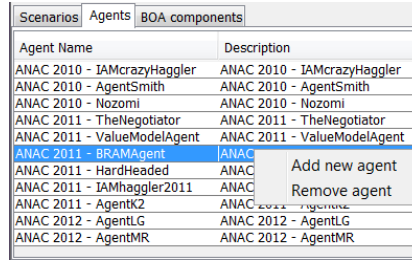 Scenarios Agents BOA components
Agent Name Description
ANAC 2010 - IAMcrazyHaggler ANAC 2010 - IAMcrazyHaggler
ANAC 2010 - AgentSmith ANAC 2010 - AgentSmith
ANAC 2010 - Nozomi ANAC 2010 - Nozomi
ANAC 2011 - TheNegotiator ANAC 2011 - TheNegotiator
ANAC 2011 - ValueModelAgent ANAC 2011 - ValueModelAgent
ANAC 2011 - BRAMAgent ANAC
ANAC 2011 - HardHeaded ANAC Add new agent
ANAC 2011 - IAMhaggler2011 ANAC Remove agent
ANAC 2011 - AgentK2 ANAC 2011 - AgentK2
ANAC 2012 - AgentLG ANAC 2012 - AgentLG
ANAC 2012 - AgentMR ANAC 2012 - AgentMR